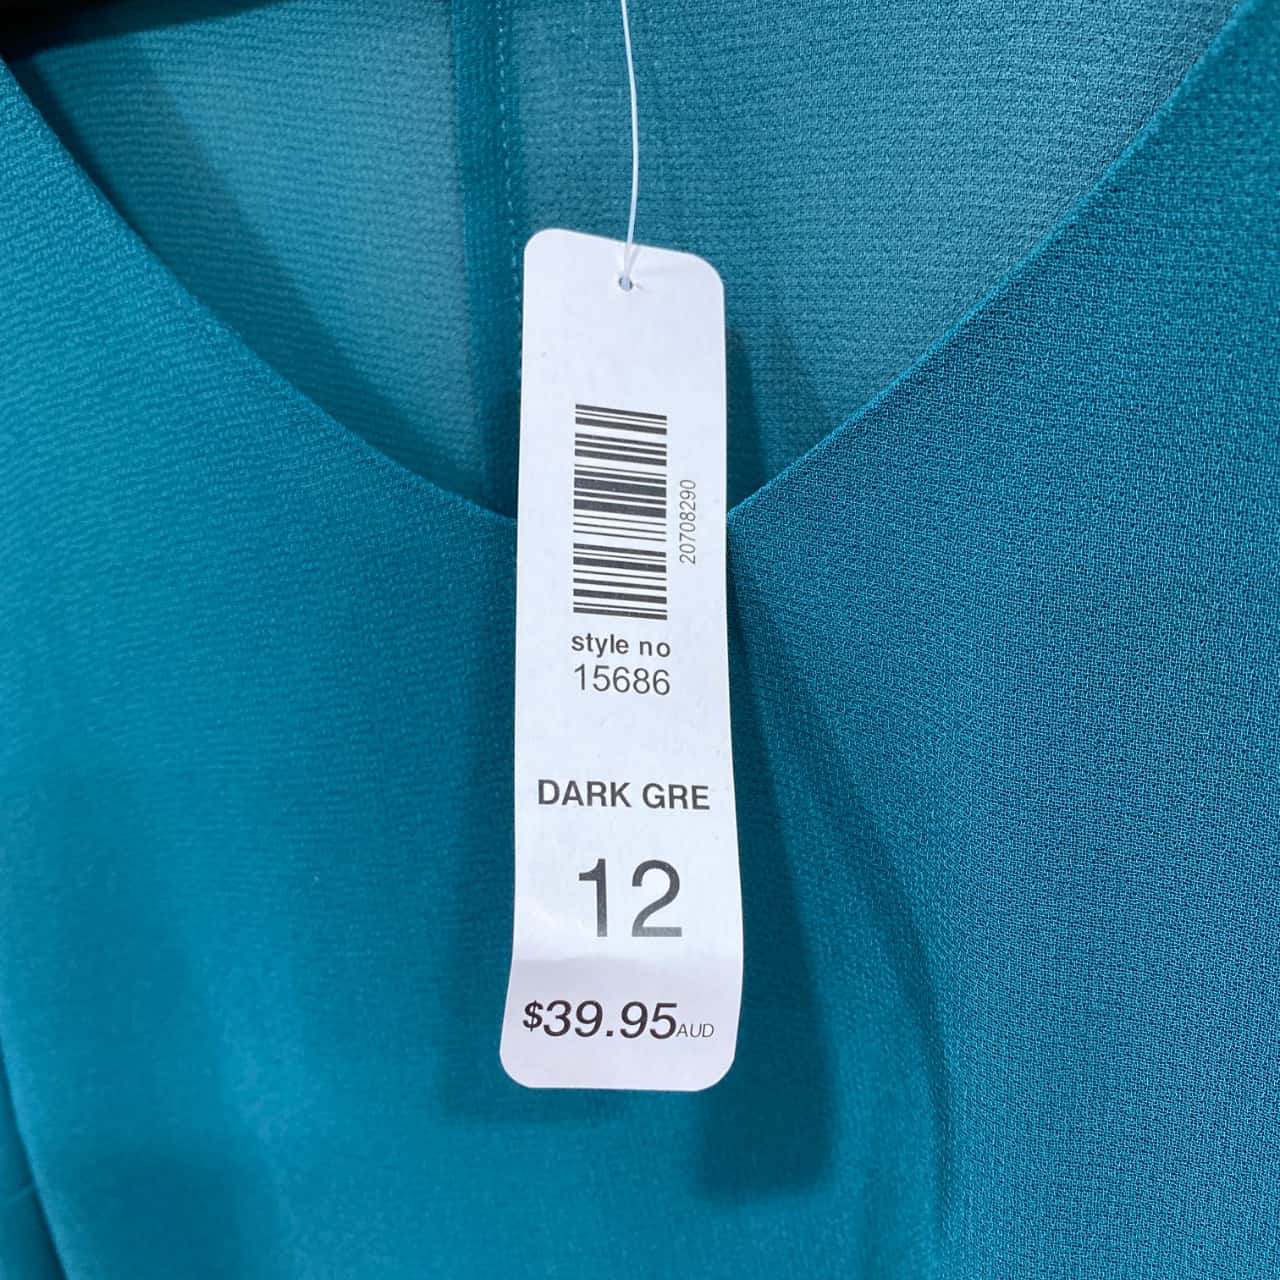 20708290
style no
15686
DARK GRE
12
$39.95AUD